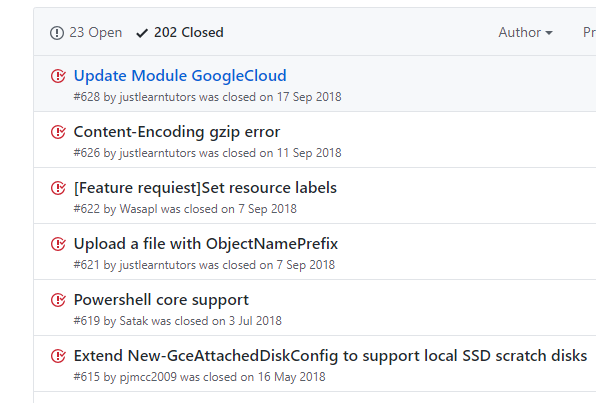 23 Open 202 Closed Author
Update Module GoogleCloud
#628 by justlearntutors was closed on 17 Sep 2018
Content-Encoding gzip error
#626 by justlearntutors was closed on 11 Sep 2018
[Feature requiest]Set resource labels
#622 by Wasapl was closed on 7 Sep 2018
Upload a file with ObjectNamePrefix
#621 by justlearntutors was closed on 7 Sep 2018
Powershell core support
#619 by Satak was closed on 3 Jul 2018
Extend New-GceAttachedDiskConfig to support local SSD scratch disks
#615 by pjmcc2009 was closed on 16 May 2018